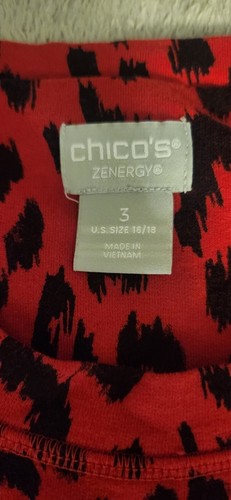 chico's®
ZENERGY®
3
U.S. SIZE 16/18
MADE IN
VIETNAM